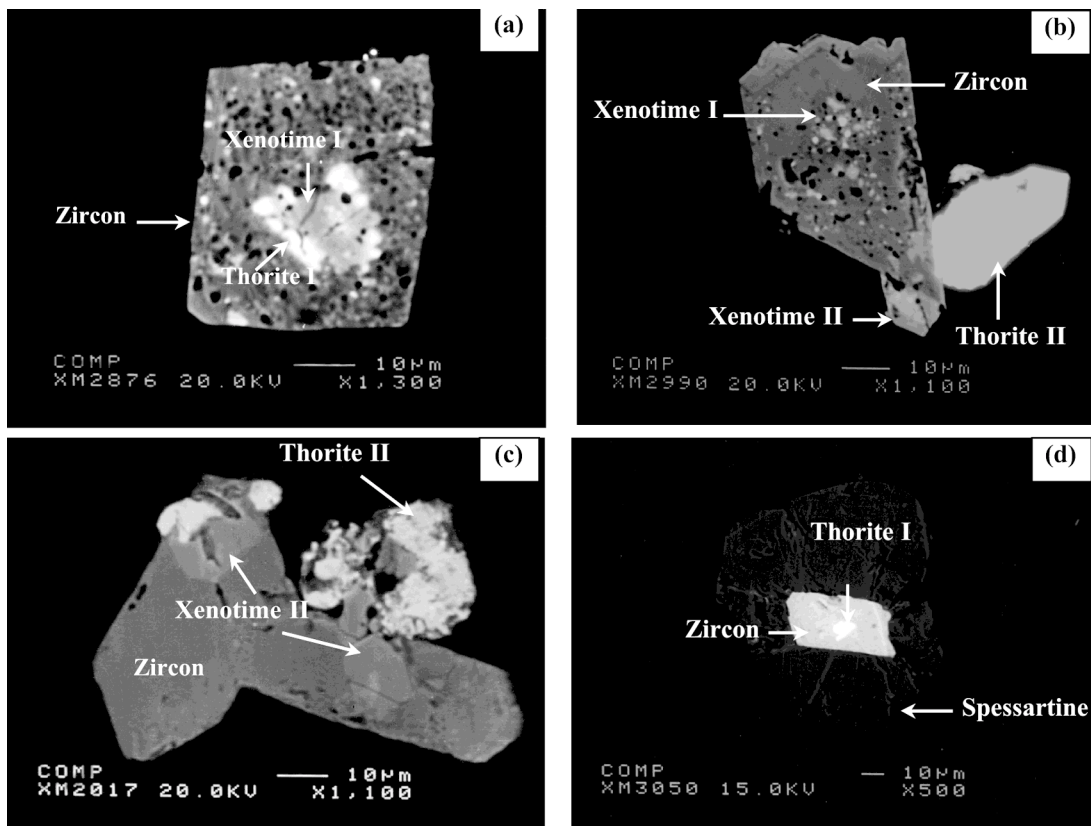 (a)
Xenotime I
Zircon
Thorite I
COMP 10µm
XM2876 20.0KV X1,300
(b)
Zircon
Xenotime I
Xenotime II
Thorite II
COMP 10µm
XM2990 20.0KV X1,100
(c)
Thorite II
Xenotime II
Zircon
COMP 10µm
XM2017 20.0KV X1,100
(d)
Thorite I
Zircon
Spessartine
COMP 10µm
XM3050 15.0KV X500